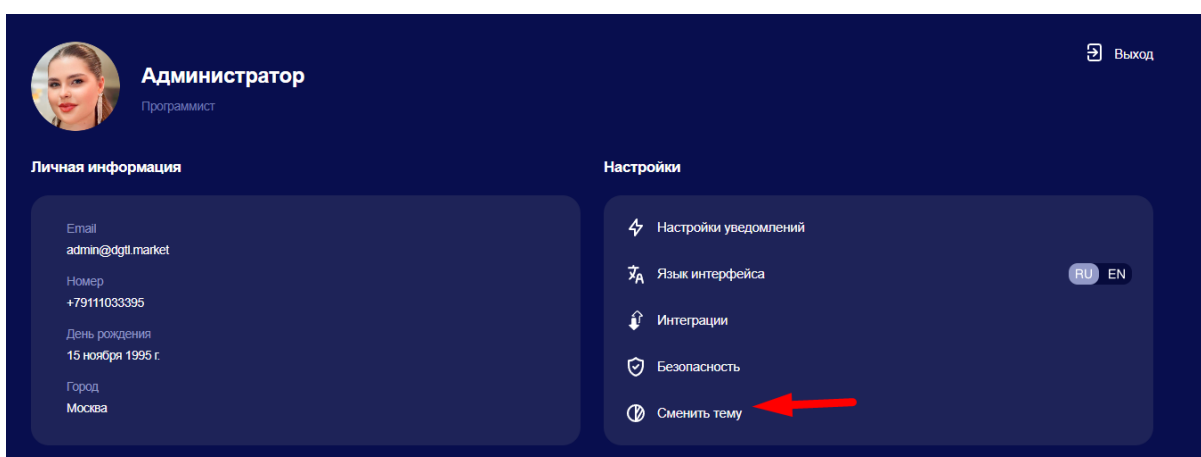 Администратор
Программист
Выход
Личная информация
Email
admin@dgtl.market
Номер
+79111033395
День рождения
15 ноября 1995 г.
Город
Москва
Настройки
Настройки уведомлений
Язык интерфейса
RU EN
Интеграции
Безопасность
Сменить тему